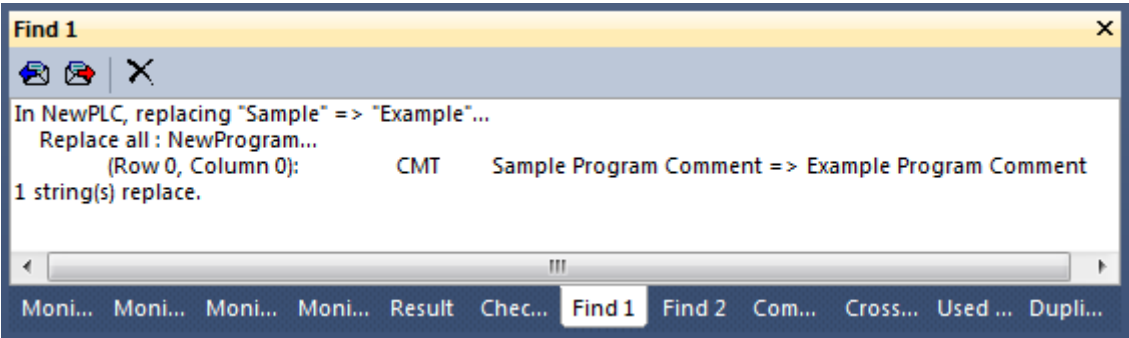 Find 1
In NewPLC, replacing "Sample" => "Example"...
Replace all : NewProgram...
(Row 0, Column 0): CMT Sample Program Comment => Example Program Comment
1 string(s) replace.
Moni... Moni... Moni... Moni... Result Chec... Find 1 Find 2 Com... Cross... Used ... Dupli...